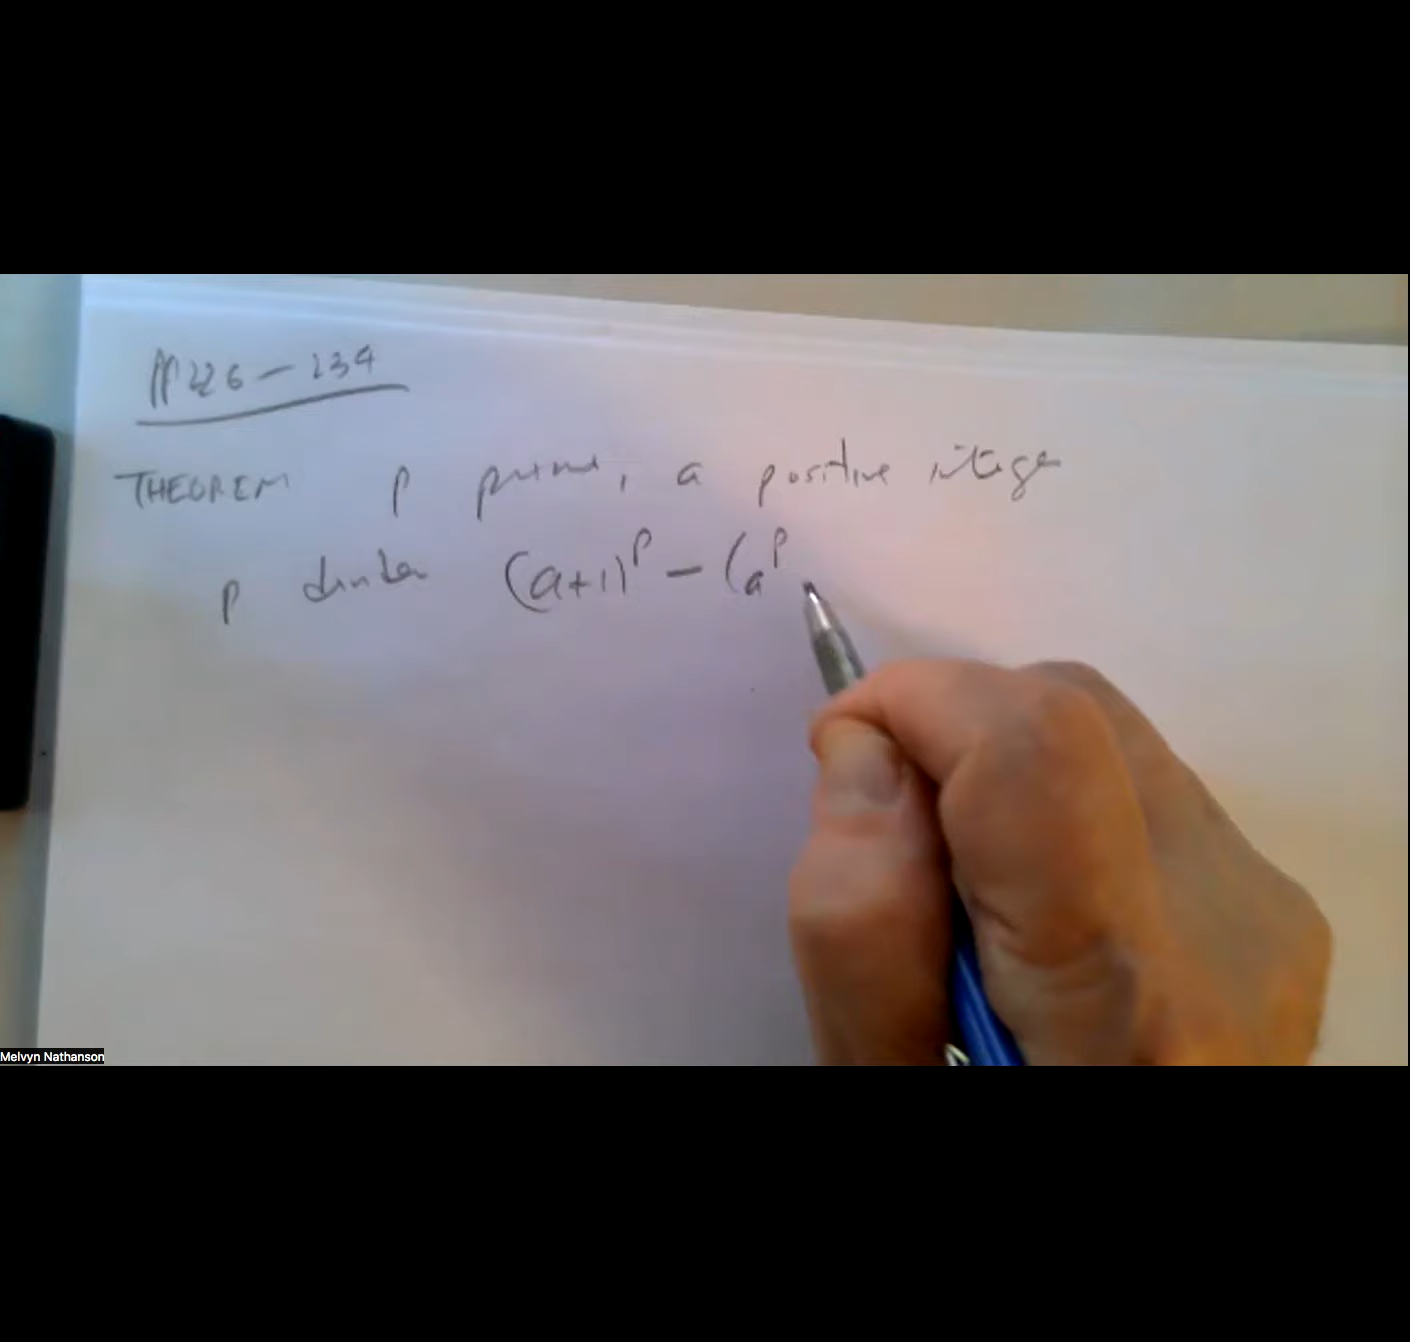 pp 226 – 234
THEOREM p prime, a positive integer
p divides (a+1)^p – (a^p
Melvyn Nathanson